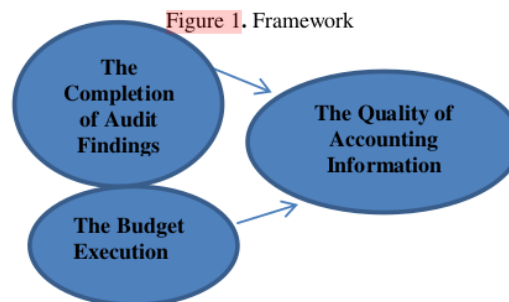 Figure 1. Framework
The
Completion
of Audit
Findings
The Quality of
Accounting
Information
The Budget
Execution